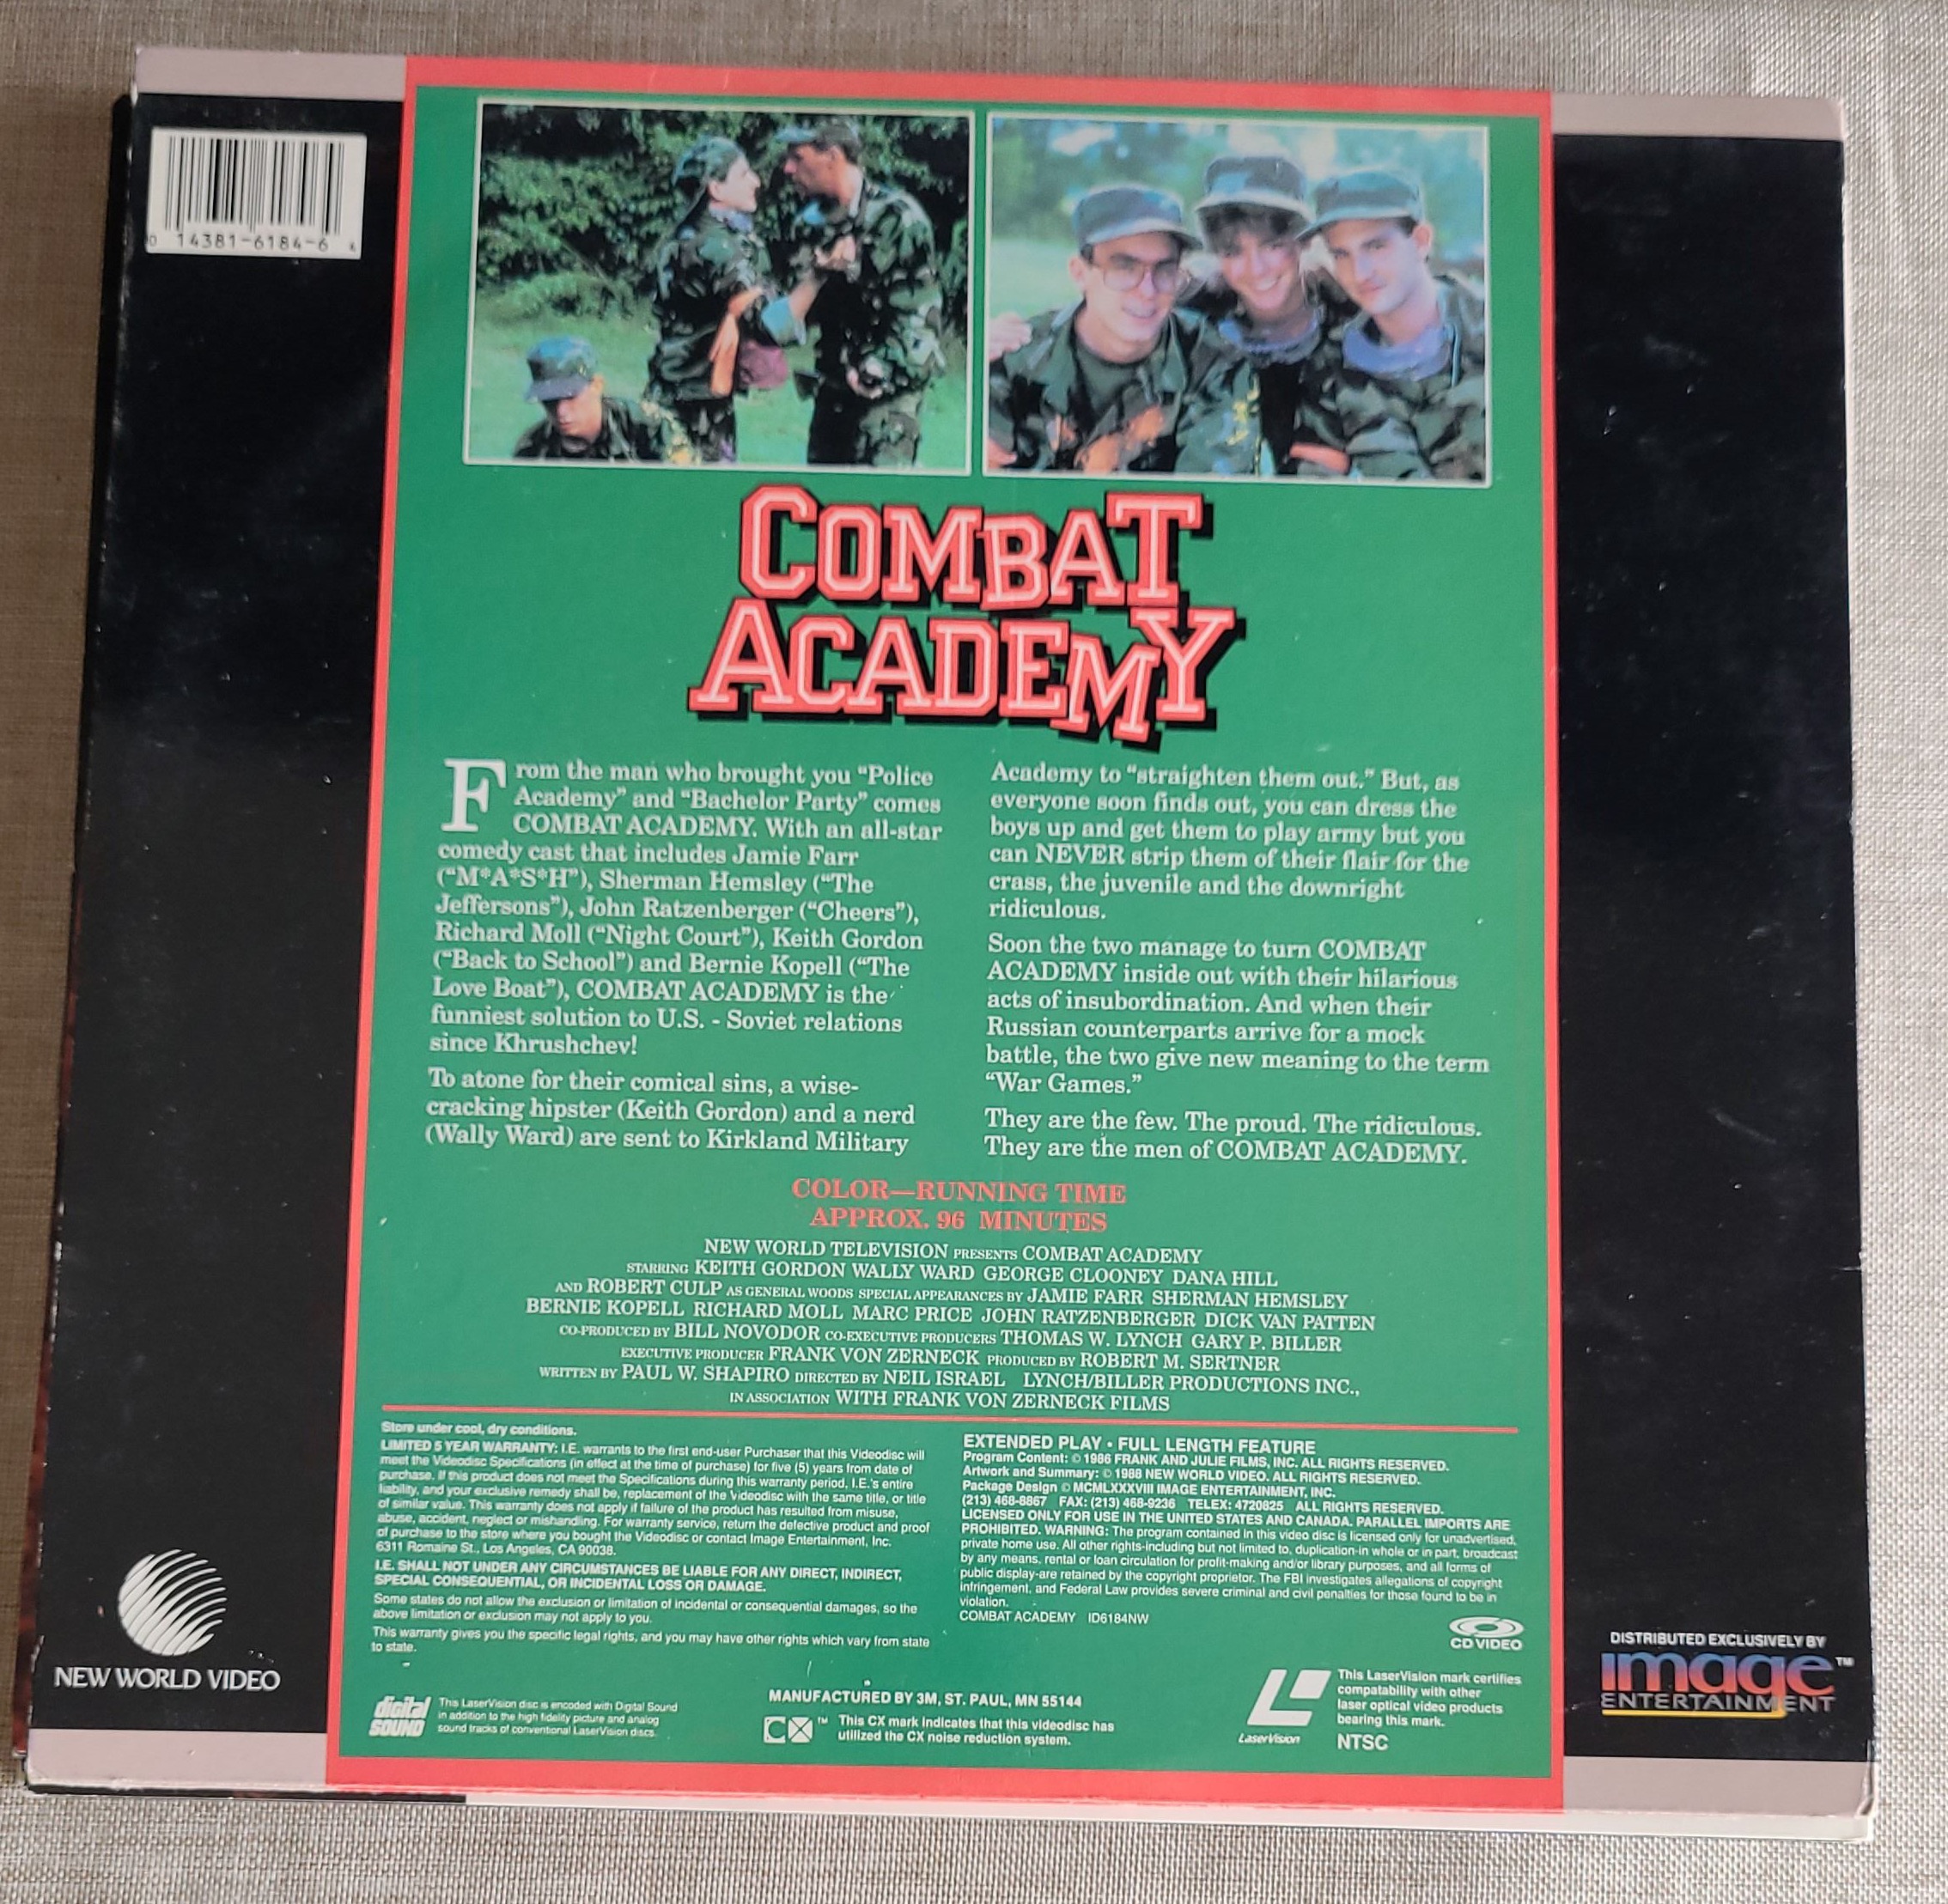 0 14381-6184-6
COMBAT
ACADEMY
From the man who brought you “Police
Academy” and “Bachelor Party” comes
COMBAT ACADEMY. With an all-star
comedy cast that includes Jamie Farr
(“M*A*S*H”), Sherman Hemsley (“The
Jeffersons”), John Ratzenberger (“Cheers”),
Richard Moll (“Night Court”), Keith Gordon
(“Back to School”) and Bernie Kopell (“The
Love Boat”), COMBAT ACADEMY is the
funniest solution to U.S. - Soviet relations
since Khrushchev!
To atone for their comical sins, a wise-
cracking hipster (Keith Gordon) and a nerd
(Wally Ward) are sent to Kirkland Military
Academy to “straighten them out.” But, as
everyone soon finds out, you can dress the
boys up and get them to play army but you
can NEVER strip them of their flair for the
crass, the juvenile and the downright
ridiculous.
Soon the two manage to turn COMBAT
ACADEMY inside out with their hilarious
acts of insubordination. And when their
Russian counterparts arrive for a mock
battle, the two give new meaning to the term
“War Games.”
They are the few. The proud. The ridiculous.
They are the men of COMBAT ACADEMY.
COLOR—RUNNING TIME
APPROX. 96 MINUTES
NEW WORLD TELEVISION PRESENTS COMBAT ACADEMY
STARRING KEITH GORDON WALLY WARD GEORGE CLOONEY DANA HILL
AND ROBERT CULP AS GENERAL WOODS SPECIAL APPEARANCES BY JAMIE FARR SHERMAN HEMSLEY
BERNIE KOPELL RICHARD MOLL MARC PRICE JOHN RATZENBERGER DICK VAN PATTEN
CO-PRODUCED BY BILL NOVODOR CO-EXECUTIVE PRODUCERS THOMAS W. LYNCH GARY P. BILLER
EXECUTIVE PRODUCER FRANK VON ZERNECK PRODUCED BY ROBERT M. SERTNER
WRITTEN BY PAUL W. SHAPIRO DIRECTED BY NEIL ISRAEL LYNCH/BILLER PRODUCTIONS INC.,
IN ASSOCIATION WITH FRANK VON ZERNECK FILMS
Store under cool, dry conditions.
LIMITED 5 YEAR WARRANTY: I.E. warrants to the first end-user Purchaser that this Videodisc will
meet the Videodisc Specifications (in effect at the time of purchase) for five (5) years from date of
purchase. If this product does not meet the Specifications during this warranty period, I.E.'s entire
liability, and your exclusive remedy shall be, replacement of the Videodisc with the same title, or title
of similar value. This warranty does not apply if failure of the product has resulted from misuse,
abuse, accident, neglect or mishandling. For warranty service, return the defective product and proof
of purchase to the store where you bought the Videodisc or contact Image Entertainment, Inc.
6311 Romaine St., Los Angeles, CA 90038.
I.E. SHALL NOT UNDER ANY CIRCUMSTANCES BE LIABLE FOR ANY DIRECT, INDIRECT,
SPECIAL CONSEQUENTIAL, OR INCIDENTAL LOSS OR DAMAGE.
Some states do not allow the exclusion or limitation of incidental or consequential damages, so the
above limitation or exclusion may not apply to you.
This warranty gives you the specific legal rights, and you may have other rights which vary from state
to state.
EXTENDED PLAY • FULL LENGTH FEATURE
Program Content: © 1986 FRANK AND JULIE FILMS, INC. ALL RIGHTS RESERVED.
Artwork and Summary: © 1988 NEW WORLD VIDEO. ALL RIGHTS RESERVED.
Package Design © MCMLXXXVIII IMAGE ENTERTAINMENT, INC.
(213) 468-8867 FAX: (213) 468-9236 TELEX: 4720825 ALL RIGHTS RESERVED.
LICENSED ONLY FOR USE IN THE UNITED STATES AND CANADA. PARALLEL IMPORTS ARE
PROHIBITED. WARNING: The program contained in this video disc is licensed only for unadvertised,
private home use. All other rights-including but not limited to, duplication-in whole or in part, broadcast
by any means, rental or loan circulation for profit-making and/or library purposes, and all forms of
public display-are retained by the copyright proprietor. The FBI investigates allegations of copyright
infringement, and Federal Law provides severe criminal and civil penalties for those found to be in
violation.
COMBAT ACADEMY ID6184NW
CD VIDEO
NEW WORLD VIDEO
DISTRIBUTED EXCLUSIVELY BY
image™
ENTERTAINMENT
digital
SOUND
This LaserVision disc is encoded with Digital Sound
in addition to the high fidelity picture and analog
sound tracks of conventional LaserVision discs.
MANUFACTURED BY 3M, ST. PAUL, MN 55144
CX™ This CX mark indicates that this videodisc has
utilized the CX noise reduction system.
LaserVision
This LaserVision mark certifies
compatability with other
laser optical video products
bearing this mark.
NTSC